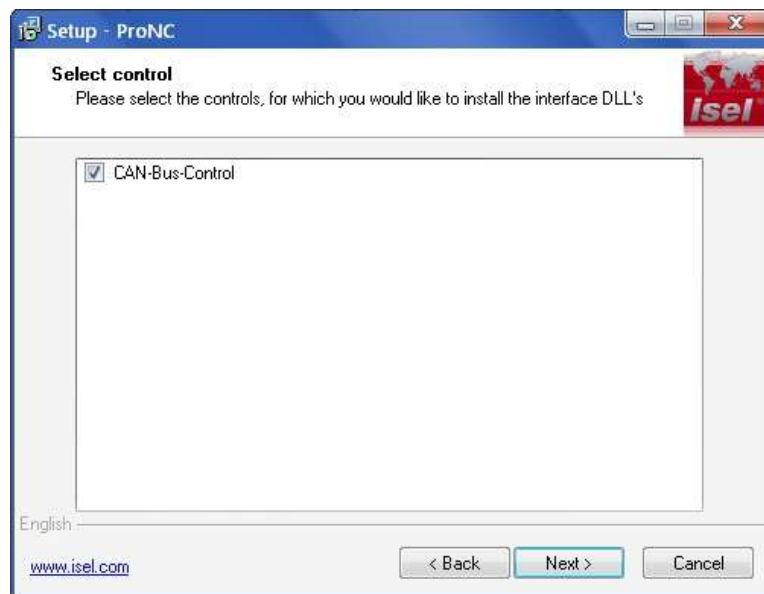 Setup - ProNC
Select control
Please select the controls, for which you would like to install the interface DLL's
isel
CAN-Bus-Control
English
www.isel.com
< Back
Next >
Cancel